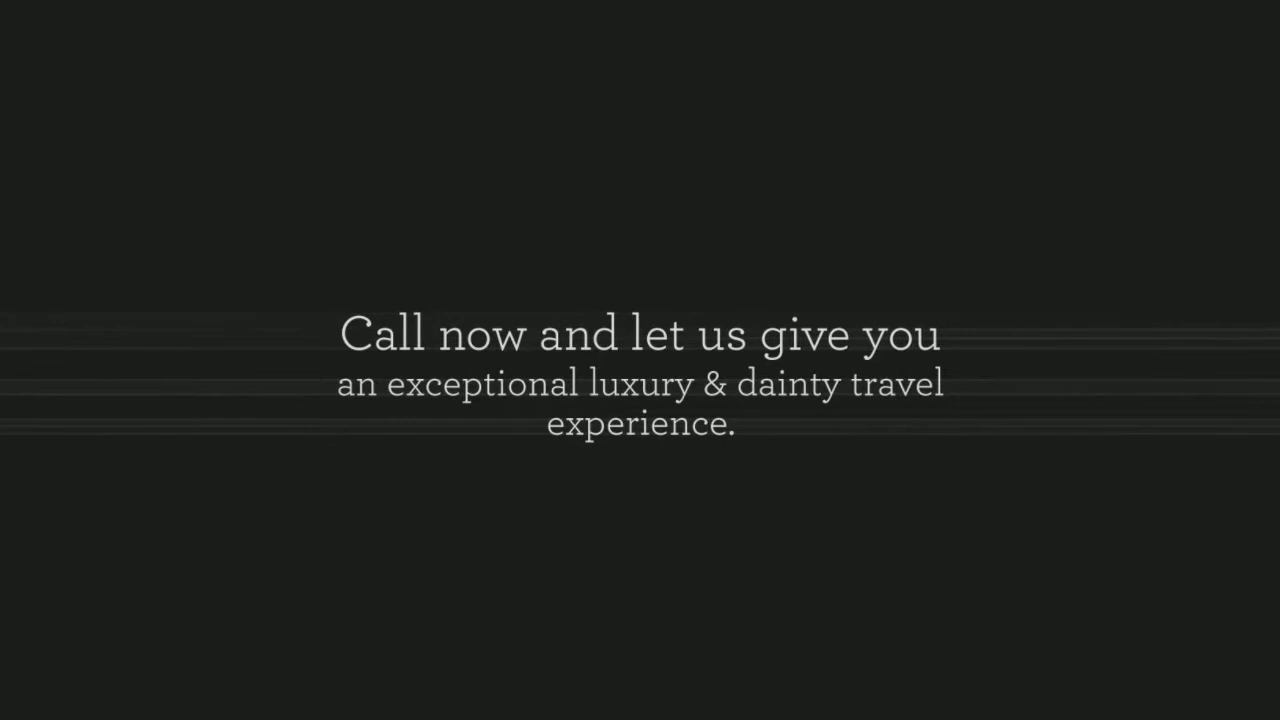 Call now and let us give you
an exceptional luxury & dainty travel
experience.